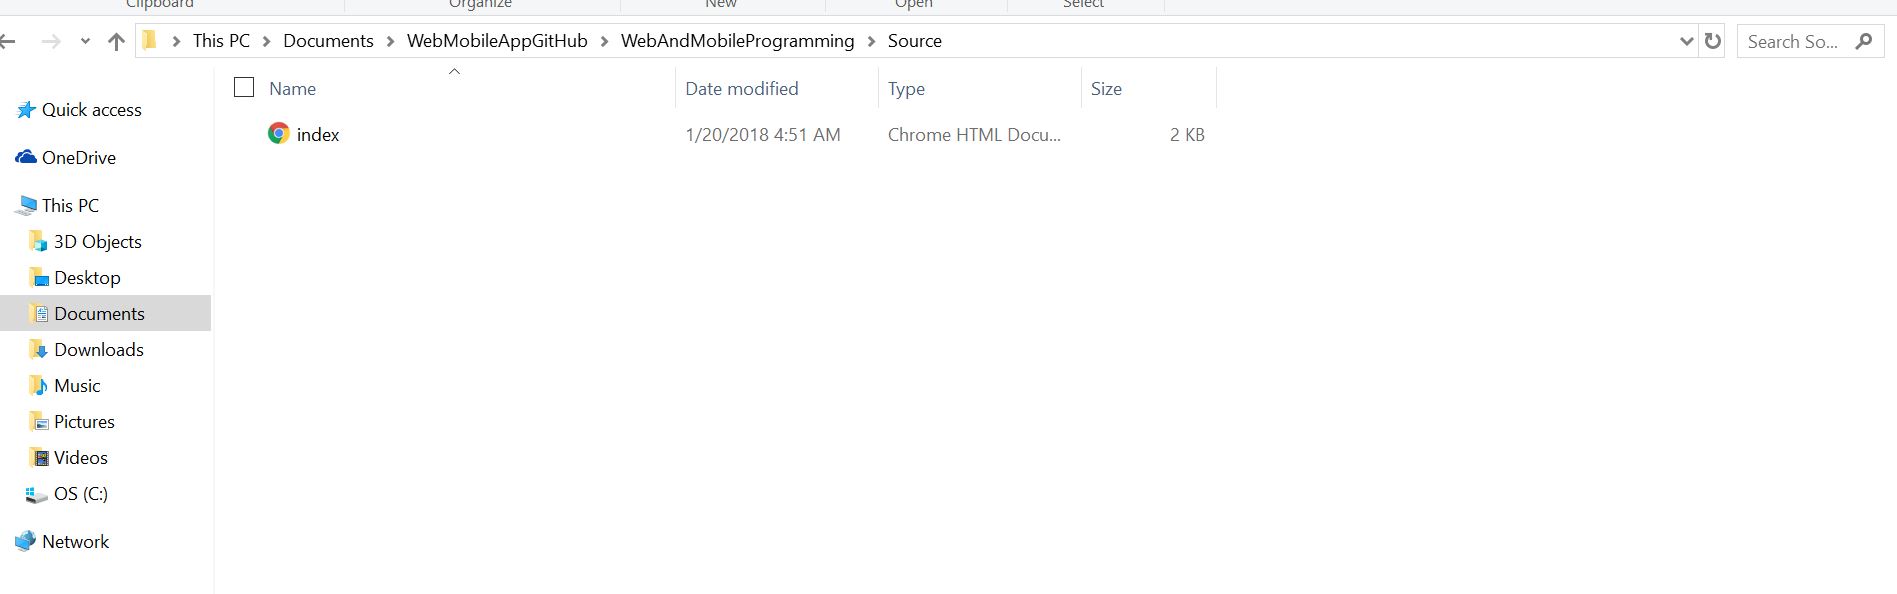 Clipboard Organize New Open Select
This PC Documents WebMobileAppGitHub WebAndMobileProgramming Source Search So...
Name Date modified Type Size
index 1/20/2018 4:51 AM Chrome HTML Docu... 2 KB
Quick access
OneDrive
This PC
3D Objects
Desktop
Documents
Downloads
Music
Pictures
Videos
OS (C:)
Network